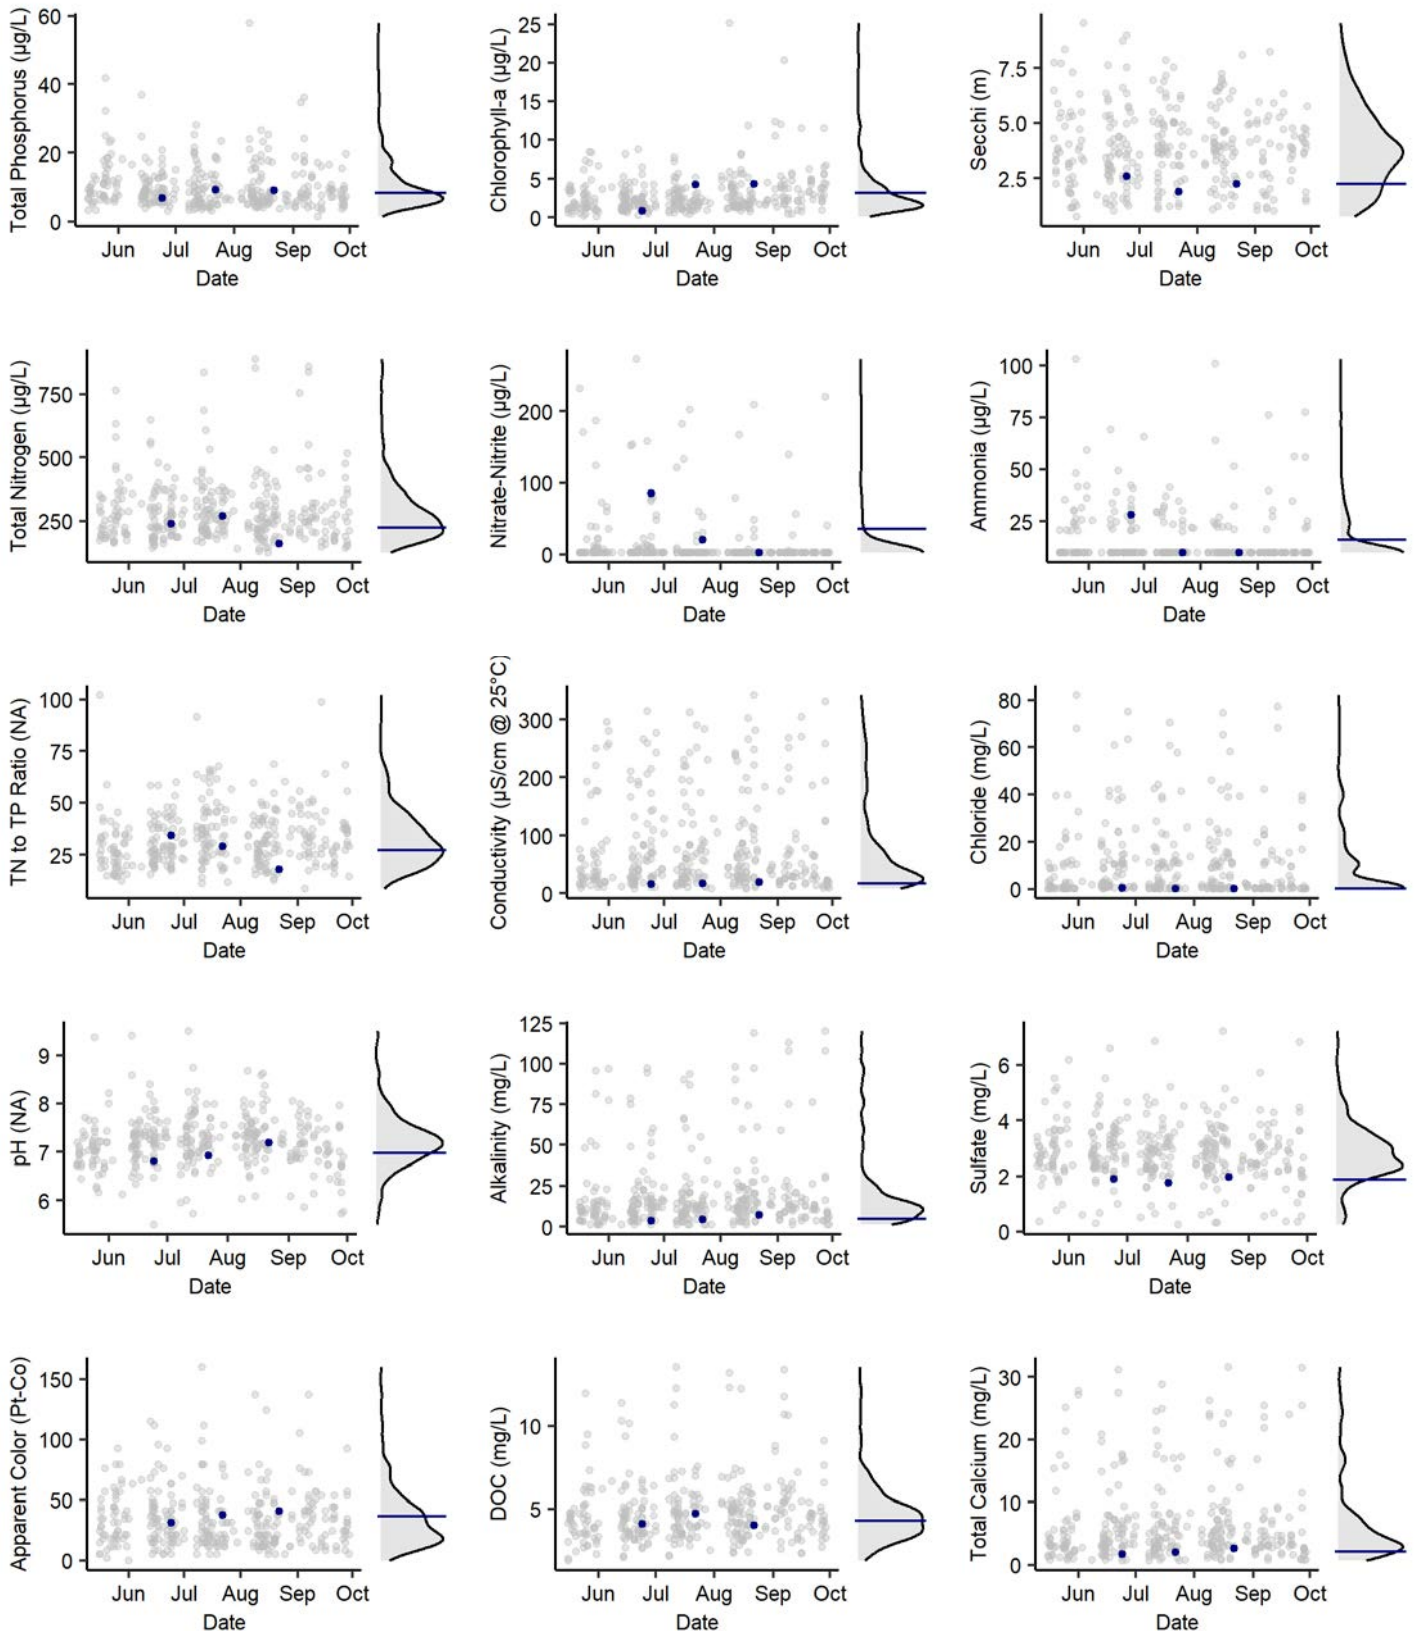 Total Phosphorus (µg/L)
60
40
20
0
Jun Jul Aug Sep Oct
Date
Chlorophyll-a (µg/L)
25
20
15
10
5
0
Jun Jul Aug Sep Oct
Date
Secchi (m)
7.5
5.0
2.5
Jun Jul Aug Sep Oct
Date
Total Nitrogen (µg/L)
750
500
250
Jun Jul Aug Sep Oct
Date
Nitrate-Nitrite (µg/L)
200
100
0
Jun Jul Aug Sep Oct
Date
Ammonia (µg/L)
100
75
50
25
Jun Jul Aug Sep Oct
Date
TN to TP Ratio (NA)
100
75
50
25
Jun Jul Aug Sep Oct
Date
Conductivity (µS/cm @ 25°C)
300
200
100
0
Jun Jul Aug Sep Oct
Date
Chloride (mg/L)
80
60
40
20
0
Jun Jul Aug Sep Oct
Date
pH (NA)
9
8
7
6
Jun Jul Aug Sep Oct
Date
Alkalinity (mg/L)
125
100
75
50
25
0
Jun Jul Aug Sep Oct
Date
Sulfate (mg/L)
6
4
2
0
Jun Jul Aug Sep Oct
Date
Apparent Color (Pt-Co)
150
100
50
0
Jun Jul Aug Sep Oct
Date
DOC (mg/L)
10
5
Jun Jul Aug Sep Oct
Date
Total Calcium (mg/L)
30
20
10
0
Jun Jul Aug Sep Oct
Date